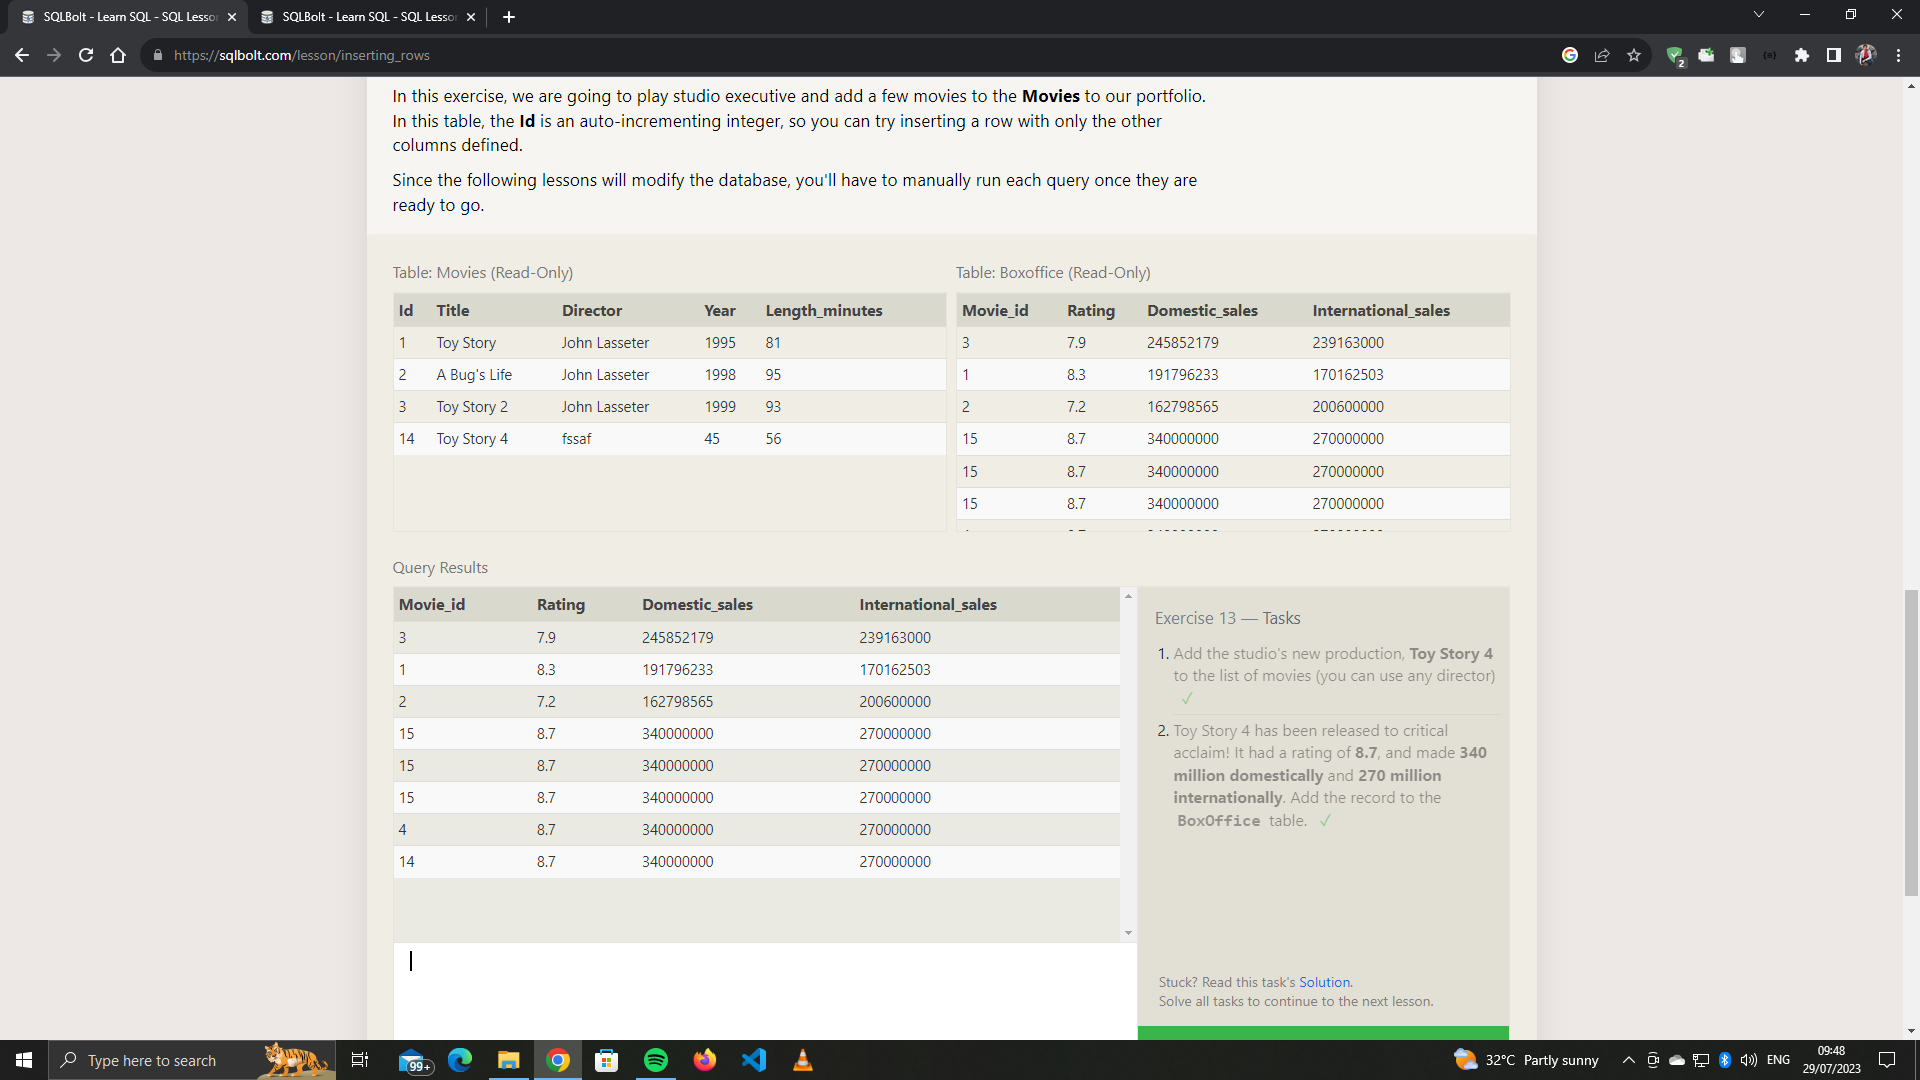 SQLBolt - Learn SQL - SQL Lesson
SQLBolt - Learn SQL - SQL Lesson
https://sqlbolt.com/lesson/inserting_rows
2
In this exercise, we are going to play studio executive and add a few movies to the Movies to our portfolio.
In this table, the Id is an auto-incrementing integer, so you can try inserting a row with only the other
columns defined.
Since the following lessons will modify the database, you'll have to manually run each query once they are
ready to go.
Table: Movies (Read-Only)
Id Title Director Year Length_minutes
1 Toy Story John Lasseter 1995 81
2 A Bug's Life John Lasseter 1998 95
3 Toy Story 2 John Lasseter 1999 93
14 Toy Story 4 fssaf 45 56
Table: Boxoffice (Read-Only)
Movie_id Rating Domestic_sales International_sales
3 7.9 245852179 239163000
1 8.3 191796233 170162503
2 7.2 162798565 200600000
15 8.7 340000000 270000000
15 8.7 340000000 270000000
15 8.7 340000000 270000000
Query Results
Movie_id Rating Domestic_sales International_sales
3 7.9 245852179 239163000
1 8.3 191796233 170162503
2 7.2 162798565 200600000
15 8.7 340000000 270000000
15 8.7 340000000 270000000
15 8.7 340000000 270000000
4 8.7 340000000 270000000
14 8.7 340000000 270000000
Exercise 13 — Tasks
1. Add the studio's new production, Toy Story 4
to the list of movies (you can use any director)
✓
2. Toy Story 4 has been released to critical
acclaim! It had a rating of 8.7, and made 340
million domestically and 270 million
internationally. Add the record to the
BoxOffice table. ✓
Stuck? Read this task's Solution.
Solve all tasks to continue to the next lesson.
Type here to search
99+
32°C Partly sunny
ENG
09:48
29/07/2023